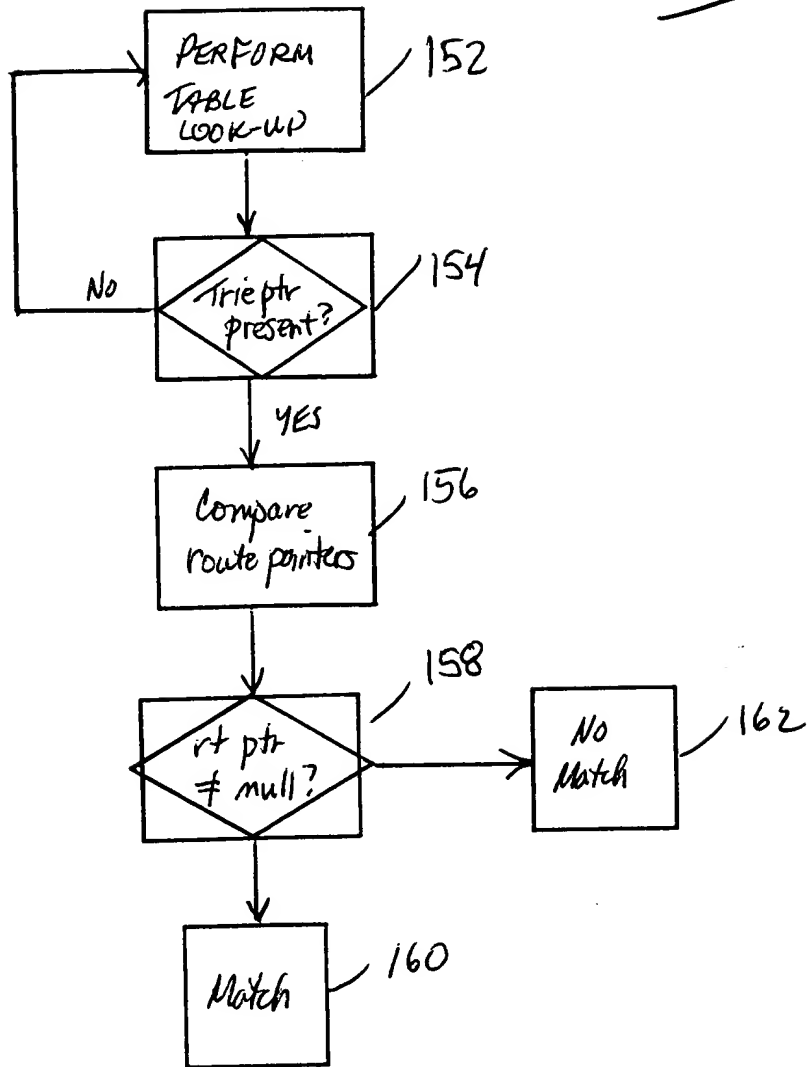 PERFORM
TABLE
LOOK-UP
152
Trie ptr
present?
154
No
YES
Compare
route pointers
156
rt ptr
≠ null?
158
No
Match
162
Match
160